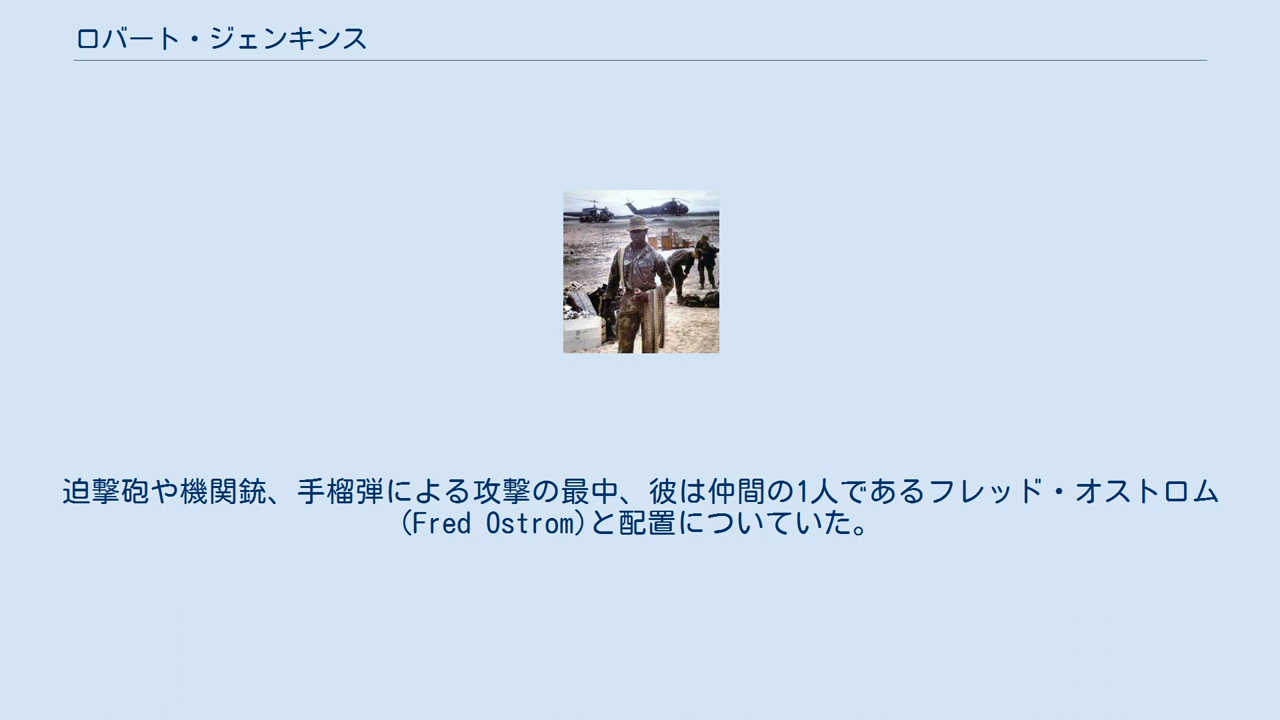 ロバート・ジェンキンス
迫撃砲や機関銃、手榴弾による攻撃の最中、彼は仲間の1人であるフレッド・オストロム
(Fred Ostrom)と配置についていた。